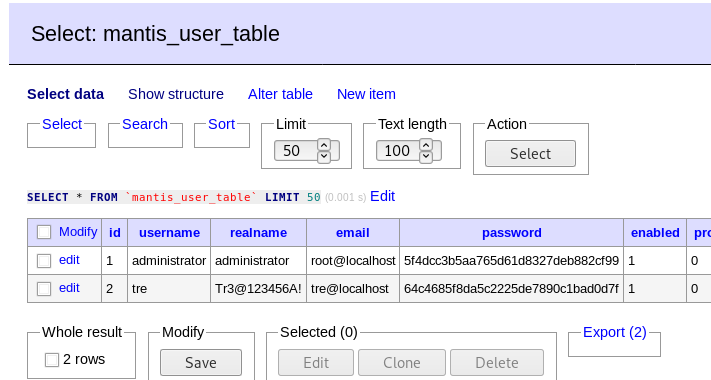 Select: mantis_user_table
Select data Show structure Alter table New item
Select Search Sort Limit Text length Action
50 100 Select
SELECT * FROM `mantis_user_table` LIMIT 50 (0.001 s) Edit
Modify id username realname email password enabled pro
edit 1 administrator administrator root@localhost 5f4dcc3b5aa765d61d8327deb882cf99 1 0
edit 2 tre Tr3@123456A! tre@localhost 64c4685f8da5c2225de7890c1bad0d7f 1 0
Whole result Modify Selected (0) Export (2)
2 rows Save Edit Clone Delete